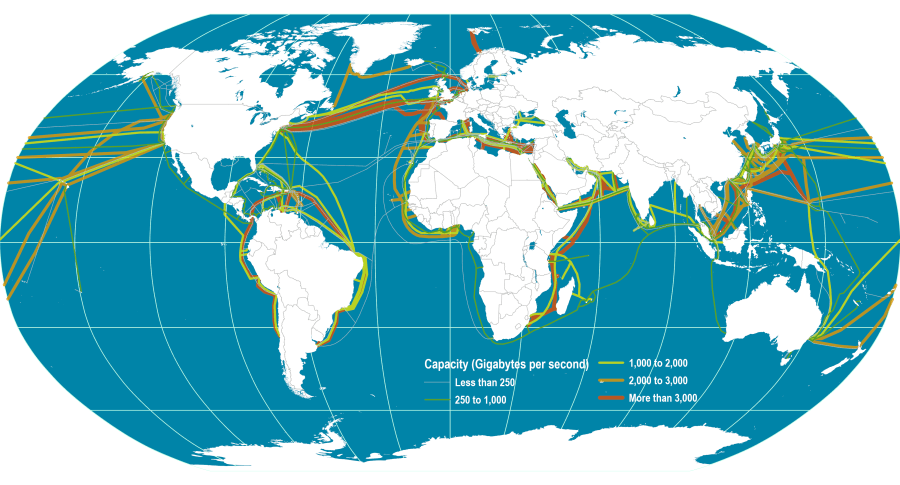 Capacity (Gigabytes per second)
Less than 250
250 to 1,000
1,000 to 2,000
2,000 to 3,000
More than 3,000